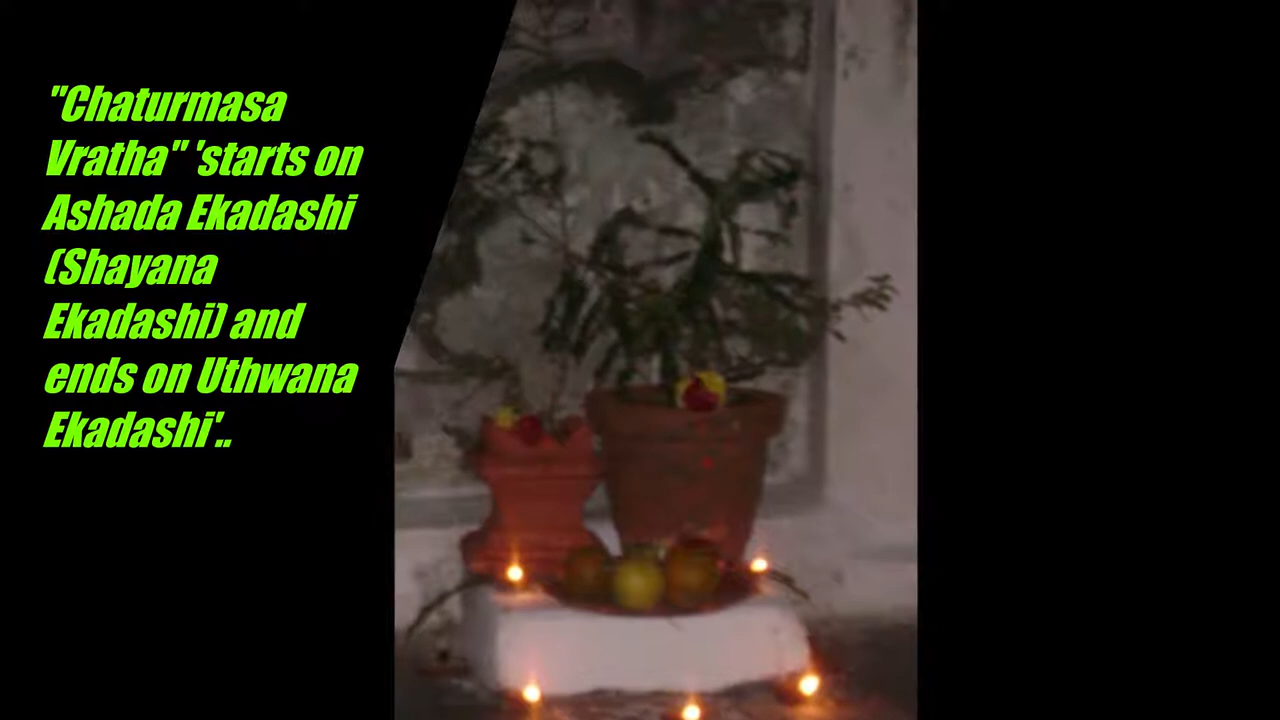 "Chaturmasa
Vratha" 'starts on
Ashada Ekadashi
(Shayana
Ekadashi) and
ends on Uthwana
Ekadashi'..